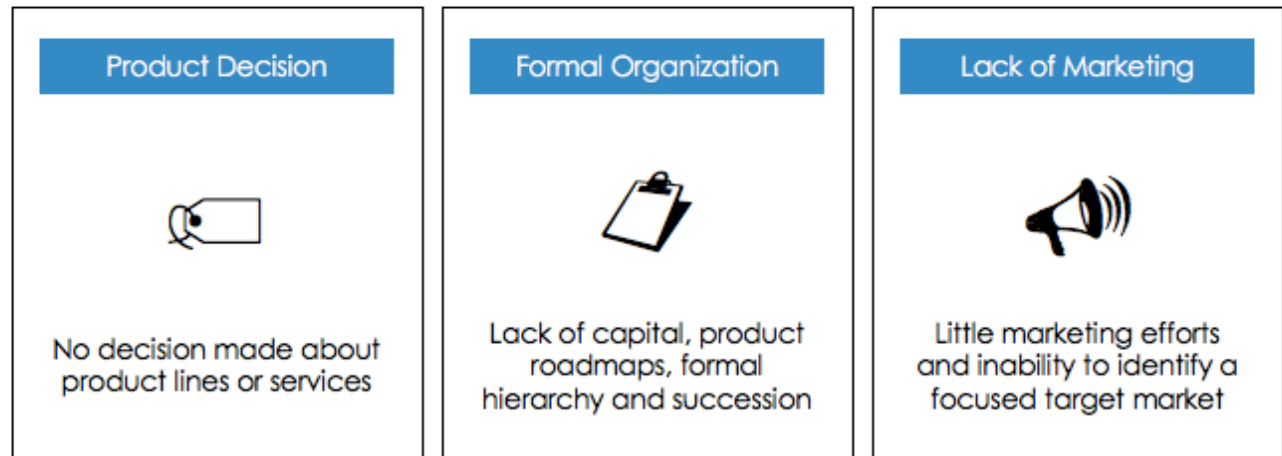 Product Decision
No decision made about
product lines or services
Formal Organization
Lack of capital, product
roadmaps, formal
hierarchy and succession
Lack of Marketing
Little marketing efforts
and inability to identify a
focused target market